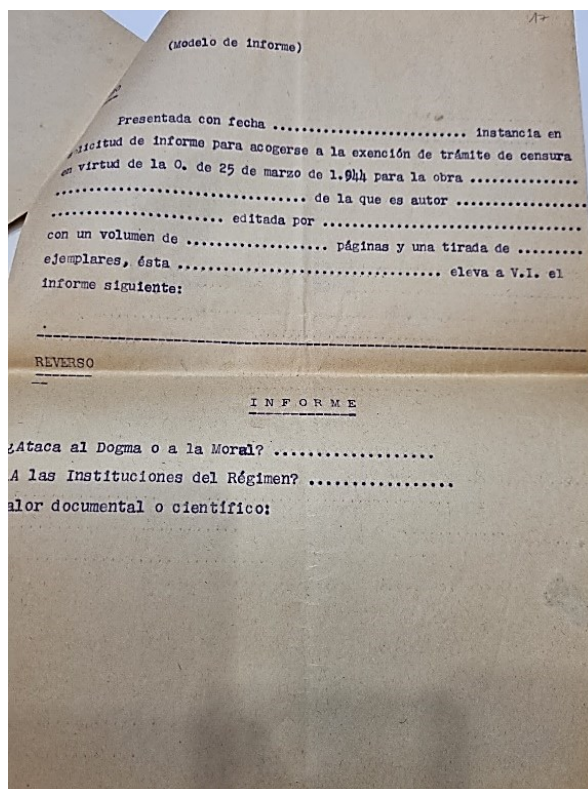 17
(Modelo de informe)
Presentada con fecha ............................ instancia en
solicitud de informe para acogerse a la exención de trámite de censura
en virtud de la O. de 25 de marzo de 1.944 para la obra ...............
....................................... de la que es autor ..................
......................... editada por .....................................
con un volumen de .................... páginas y una tirada de .........
ejemplares, ésta ..................................... eleva a V.I. el
informe siguiente:
REVERSO
INFORME
¿Ataca al Dogma o a la Moral? .....................
A las Instituciones del Régimen? ...................
alor documental o científico: